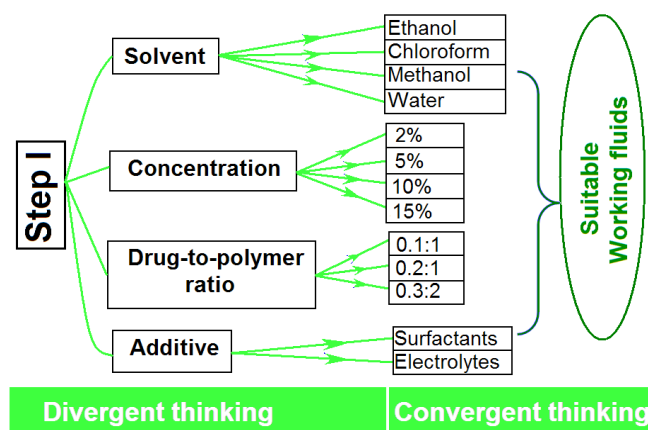 Step I
Solvent
Ethanol
Chloroform
Methanol
Water
Concentration
2%
5%
10%
15%
Drug-to-polymer
ratio
0.1:1
0.2:1
0.3:2
Additive
Surfactants
Electrolytes
Suitable
Working fluids
Divergent thinking
Convergent thinking